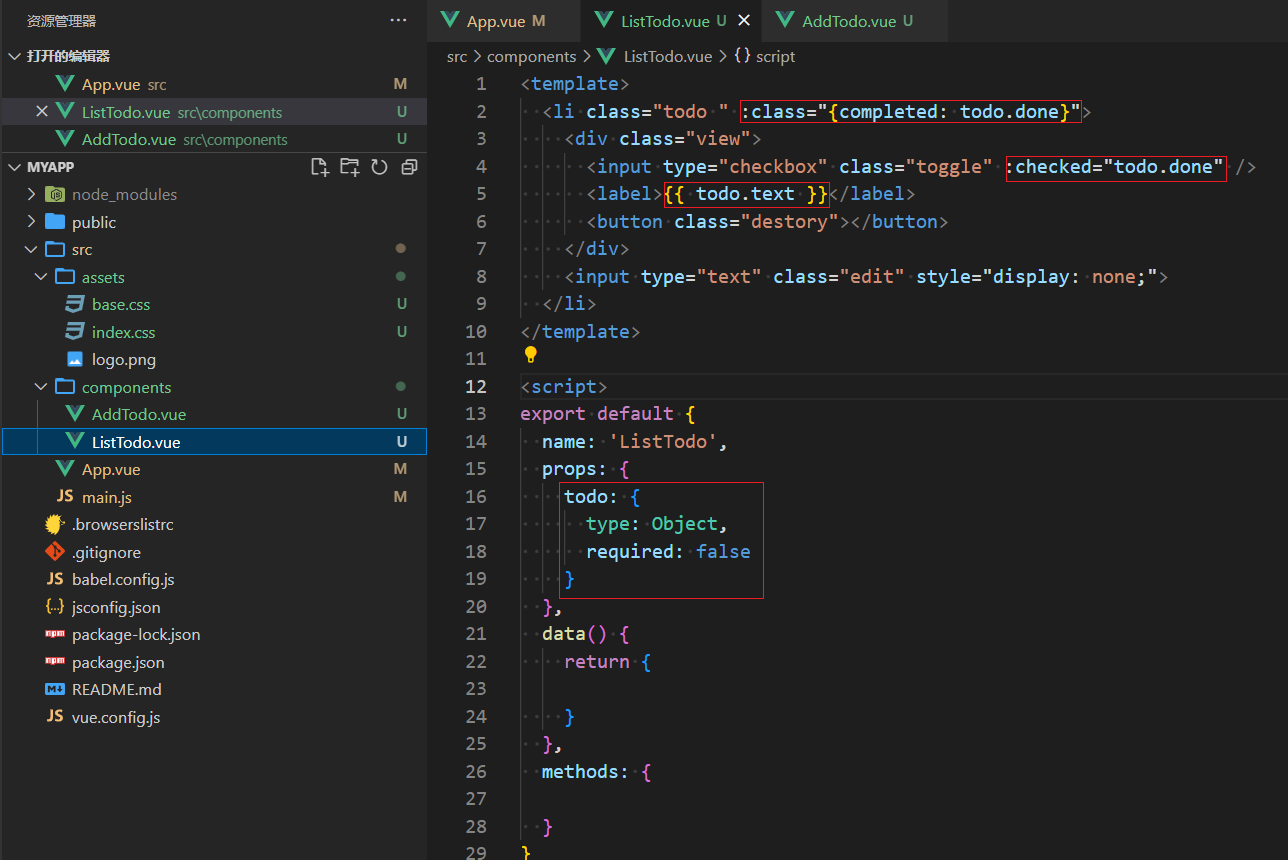 资源管理器 ···
打开的编辑器
App.vue src M
ListTodo.vue src\components U
AddTodo.vue src\components U
MYAPP
node_modules
public
src
assets
base.css U
index.css U
logo.png
components
AddTodo.vue U
ListTodo.vue U
App.vue M
JS main.js M
.browserslistrc
.gitignore
JS babel.config.js
{..} jsconfig.json
npm package-lock.json
npm package.json
M README.md
JS vue.config.js
App.vue M ListTodo.vue U AddTodo.vue U
src > components > ListTodo.vue > {} script
1 <template>
2 <li class="todo " :class="{completed: todo.done}">
3 <div class="view">
4 <input type="checkbox" class="toggle" :checked="todo.done" />
5 <label>{{ todo.text }}</label>
6 <button class="destory"></button>
7 </div>
8 <input type="text" class="edit" style="display: none;">
9 </li>
10 </template>
11
12 <script>
13 export default {
14 name: 'ListTodo',
15 props: {
16 todo: {
17 type: Object,
18 required: false
19 }
20 },
21 data() {
22 return {
23
24 }
25 },
26 methods: {
27
28 }
29 }